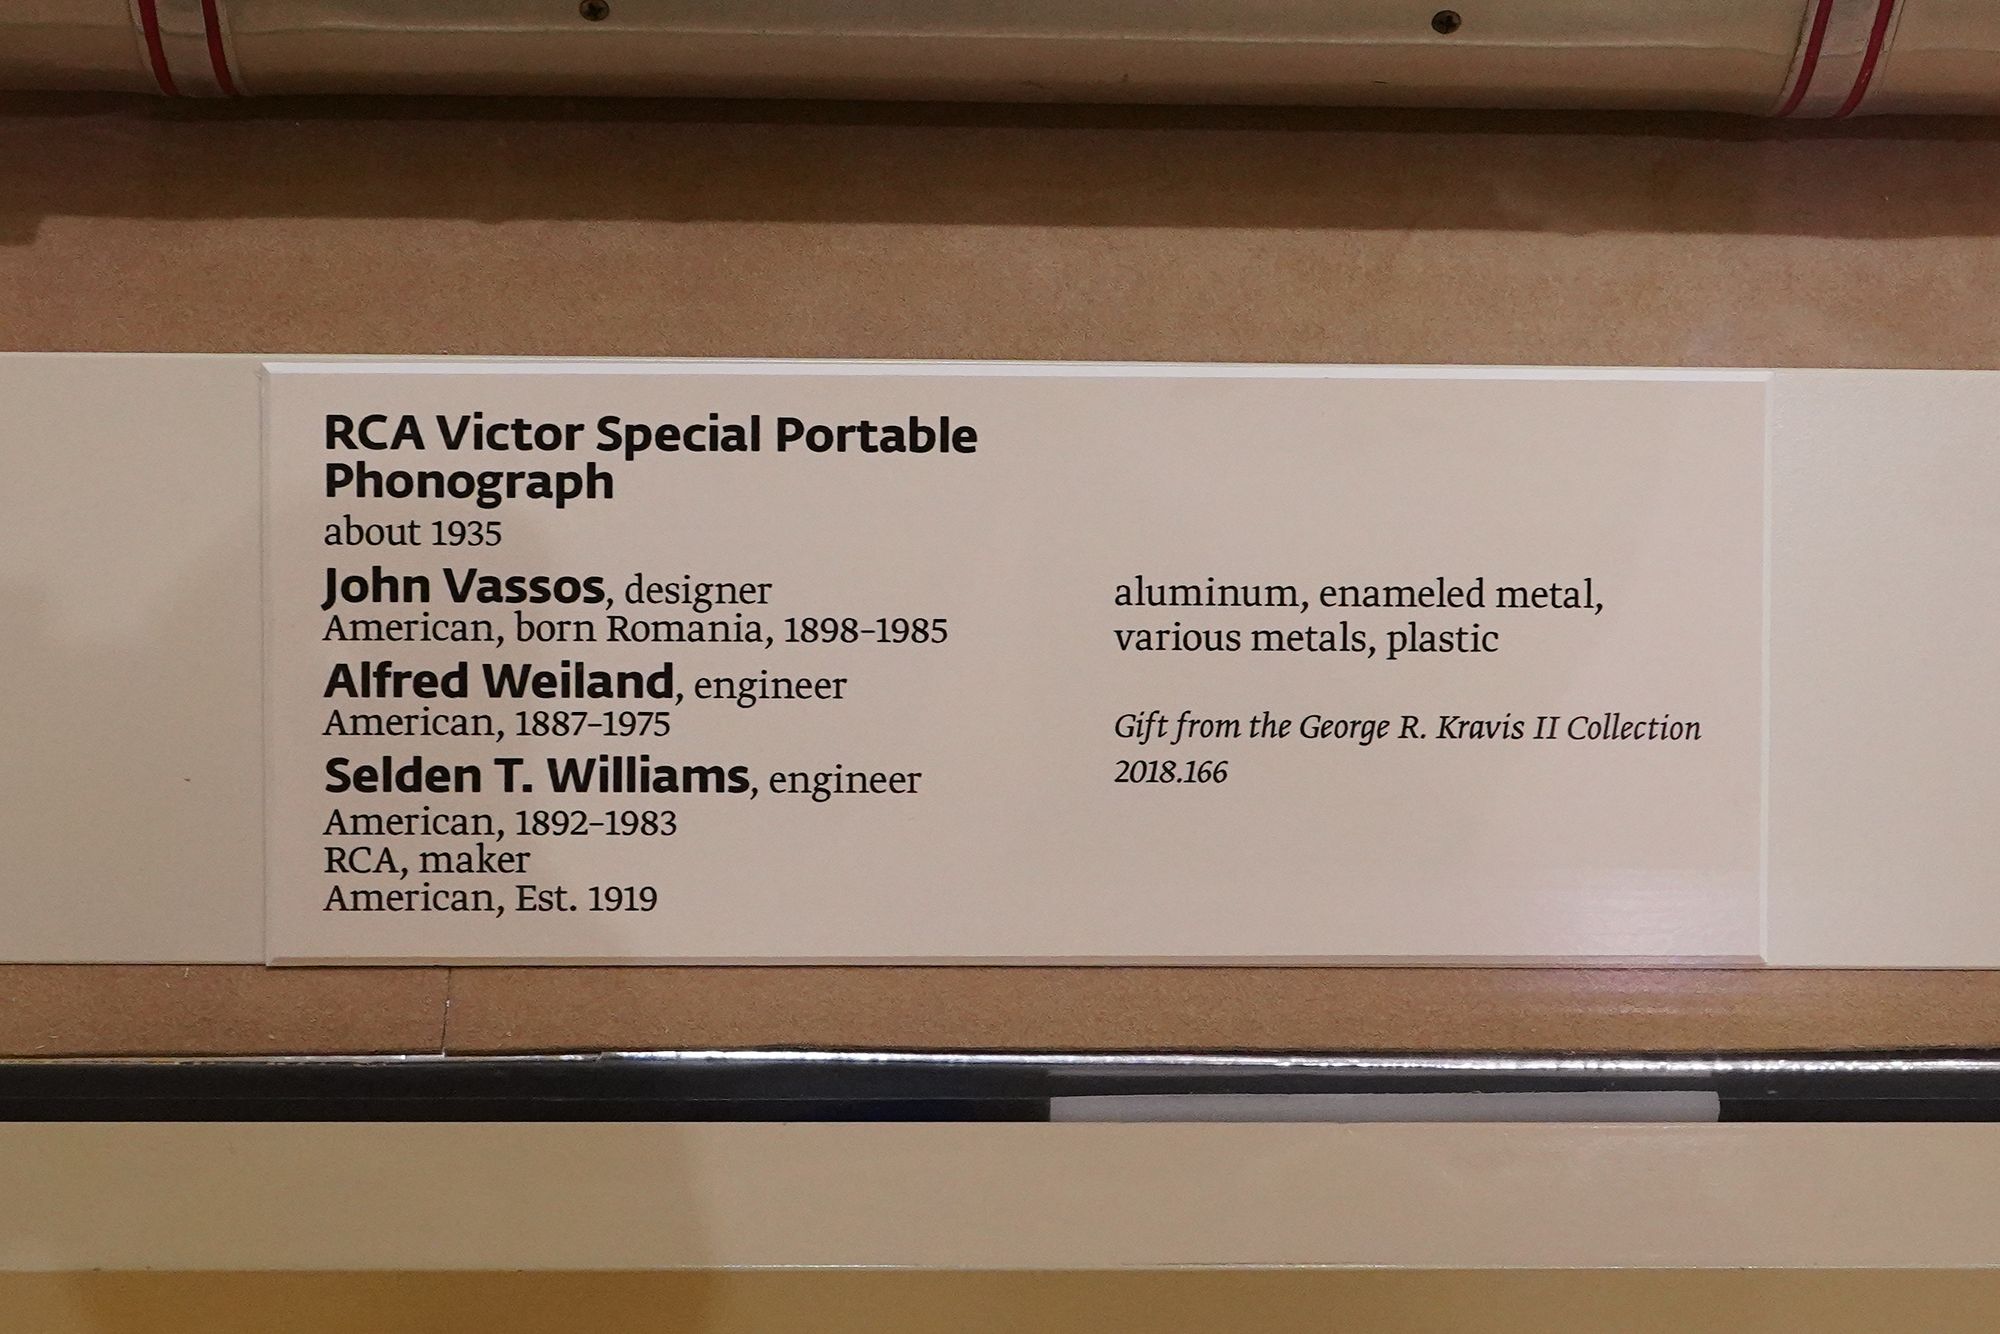 RCA Victor Special Portable
Phonograph
about 1935
John Vassos, designer
American, born Romania, 1898–1985
Alfred Weiland, engineer
American, 1887–1975
Selden T. Williams, engineer
American, 1892–1983
RCA, maker
American, Est. 1919
aluminum, enameled metal,
various metals, plastic
Gift from the George R. Kravis II Collection
2018.166